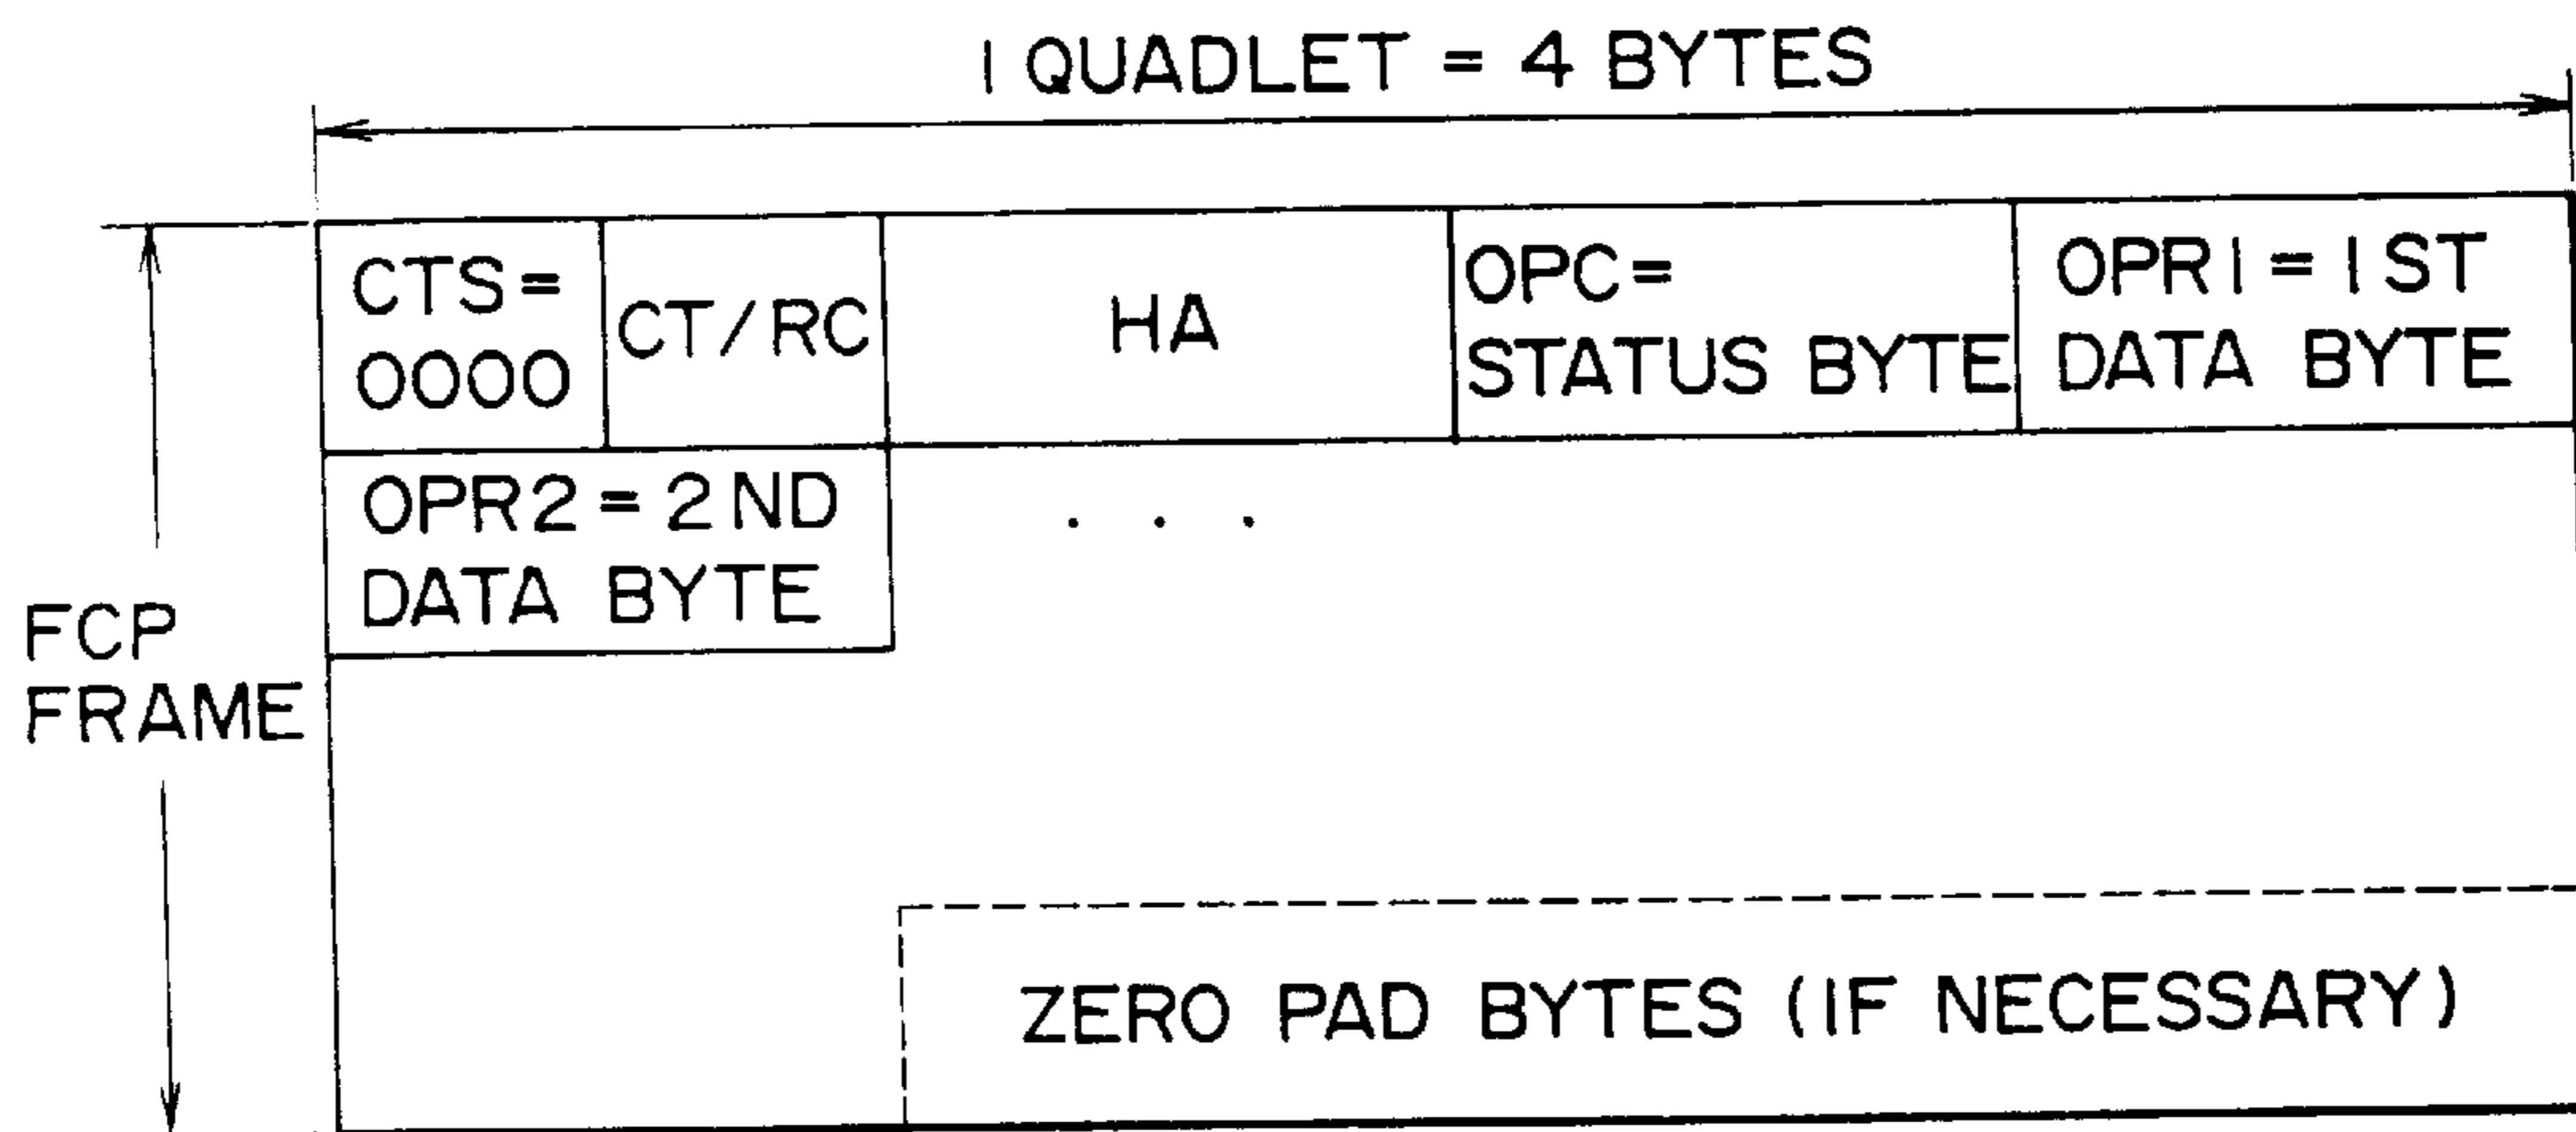 1 QUADLET = 4 BYTES
CTS=
0000
CT/RC
HA
OPC=
STATUS BYTE
OPR1 = 1ST
DATA BYTE
OPR2 = 2ND
DATA BYTE
. . .
FCP
FRAME
ZERO PAD BYTES (IF NECESSARY)